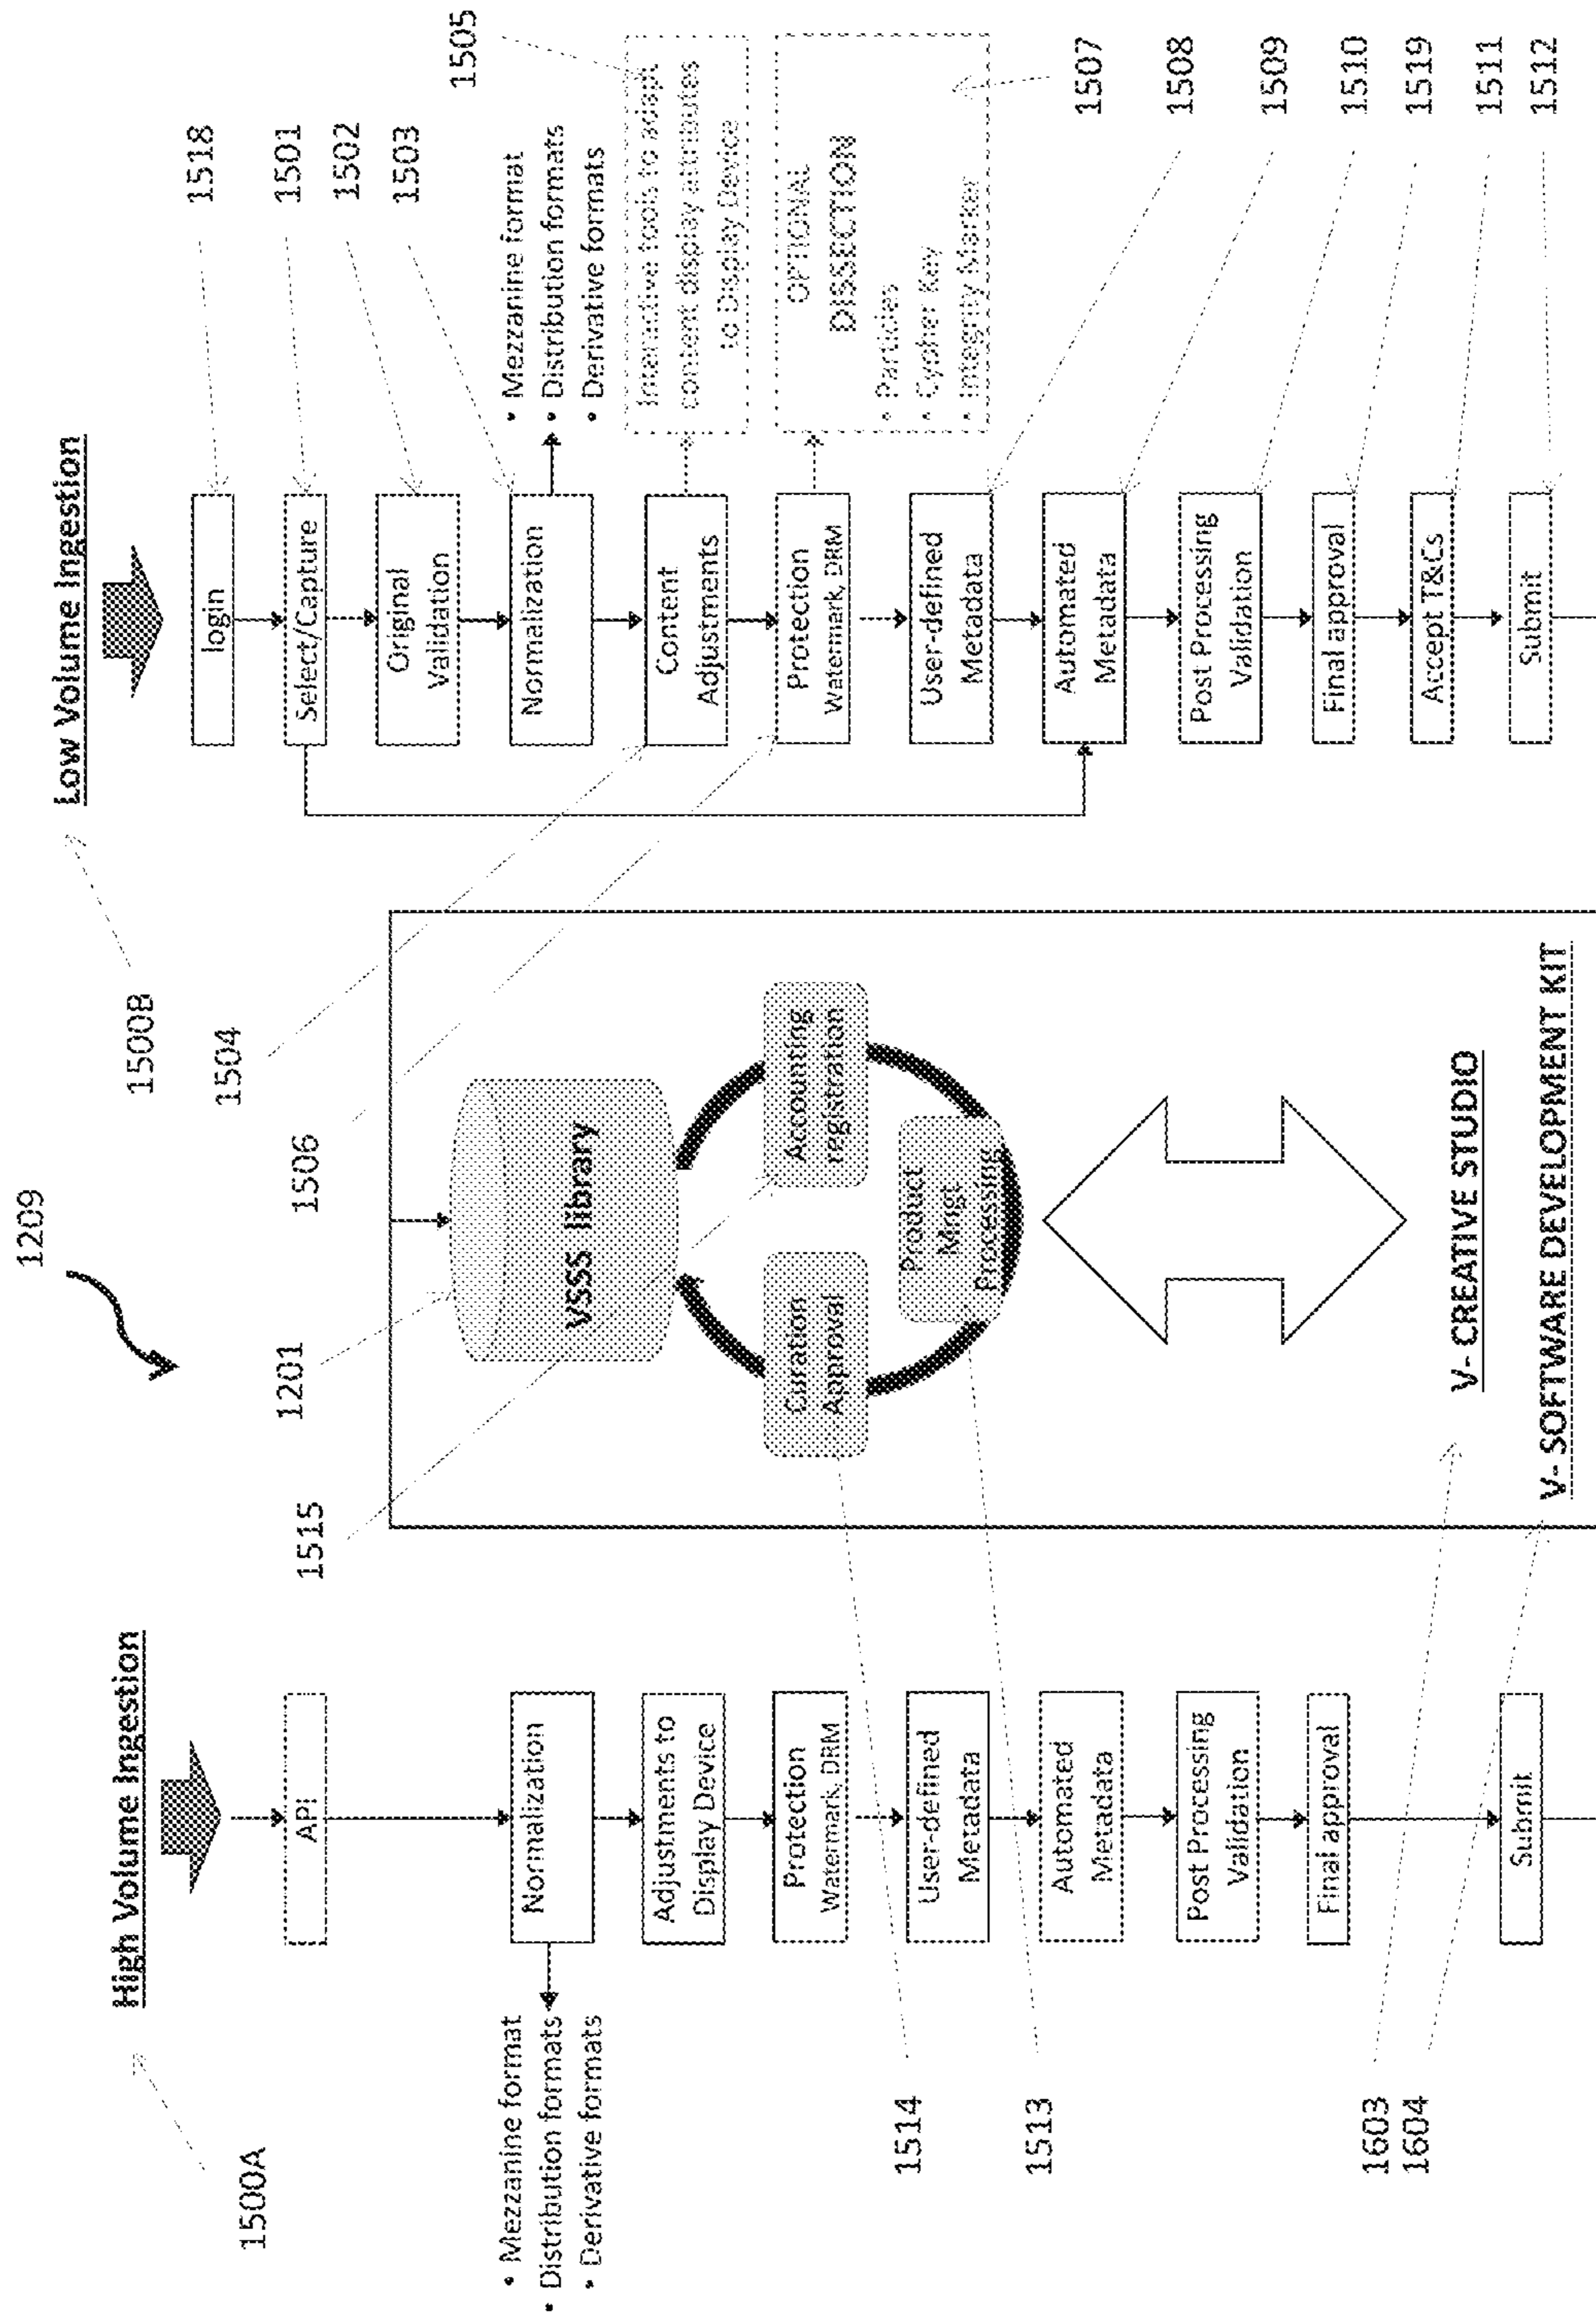 1209
1500A
High Volume Ingestion
API
Normalization
• Mezzanine format
• Distribution formats
• Derivative formats
Adjustments to
Display Device
Protection
Watermark, DRM
User-defined
Metadata
Automated
Metadata
Post Processing
Validation
Final approval
Submit
1514
1513
1603
1604
1515
1201
1506
1504
1500B
VSSS library
Curation
Approval
Accounting
registration
Product
Mngt
Processing
V- CREATIVE STUDIO
V- SOFTWARE DEVELOPMENT KIT
Low Volume Ingestion
login
Select/Capture
Original
Validation
Normalization
• Mezzanine format
• Distribution formats
• Derivative formats
Content
Adjustments
Interactive tools to adapt
content display attributes
to Display Device
Protection
Watermark, DRM
OPTIONAL
DISSECTION
• Particles
• Cypher Key
• Integrity Marker
User-defined
Metadata
Automated
Metadata
Post Processing
Validation
Final approval
Accept T&Cs
Submit
1518
1501
1502
1503
1505
1507
1508
1509
1510
1519
1511
1512